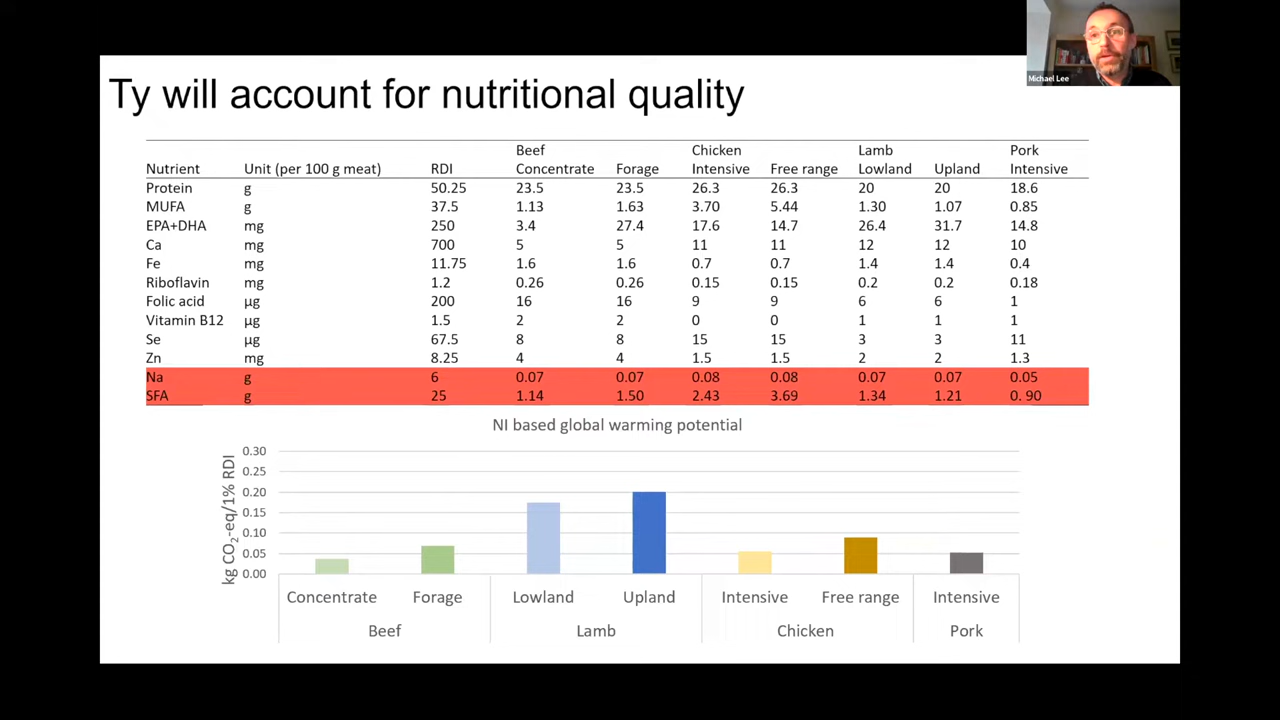 Michael Lee
Ty will account for nutritional quality
Beef Chicken Lamb Pork
Nutrient Unit (per 100 g meat) RDI Concentrate Forage Intensive Free range Lowland Upland Intensive
Protein g 50.25 23.5 23.5 26.3 26.3 20 20 18.6
MUFA g 37.5 1.13 1.63 3.70 5.44 1.30 1.07 0.85
EPA+DHA mg 250 3.4 27.4 17.6 14.7 26.4 31.7 14.8
Ca mg 700 5 5 11 11 12 12 10
Fe mg 11.75 1.6 1.6 0.7 0.7 1.4 1.4 0.4
Riboflavin mg 1.2 0.26 0.26 0.15 0.15 0.2 0.2 0.18
Folic acid µg 200 16 16 9 9 6 6 1
Vitamin B12 µg 1.5 2 2 0 0 1 1 1
Se µg 67.5 8 8 15 15 3 3 11
Zn mg 8.25 4 4 1.5 1.5 2 2 1.3
Na g 6 0.07 0.07 0.08 0.08 0.07 0.07 0.05
SFA g 25 1.14 1.50 2.43 3.69 1.34 1.21 0. 90
NI based global warming potential
kg CO₂-eq/1% RDI
0.30
0.25
0.20
0.15
0.10
0.05
0.00
Concentrate Forage Lowland Upland Intensive Free range Intensive
Beef Lamb Chicken Pork